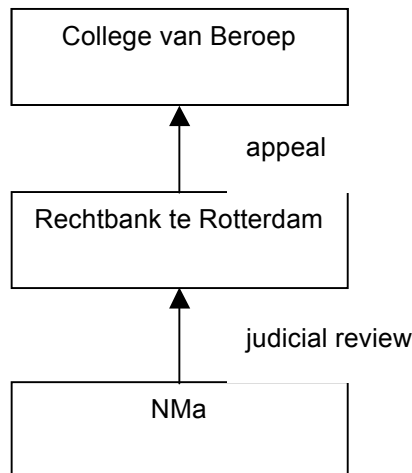 College van Beroep
appeal
Rechtbank te Rotterdam
judicial review
NMa